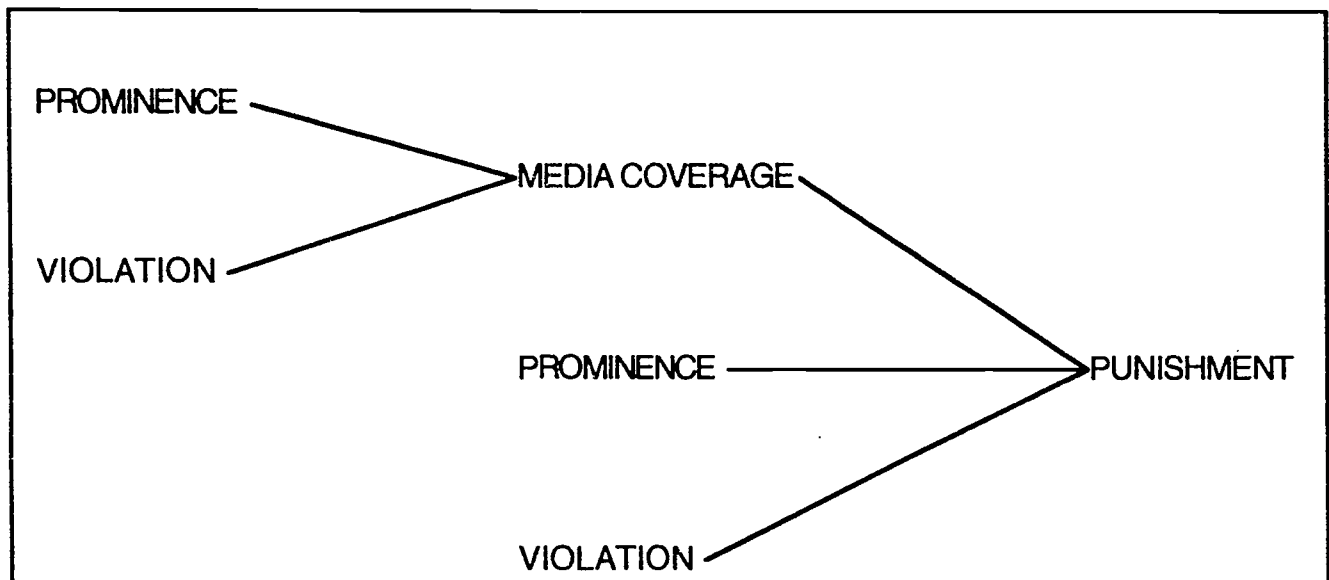 PROMINENCE
MEDIA COVERAGE
VIOLATION
PROMINENCE
PUNISHMENT
VIOLATION